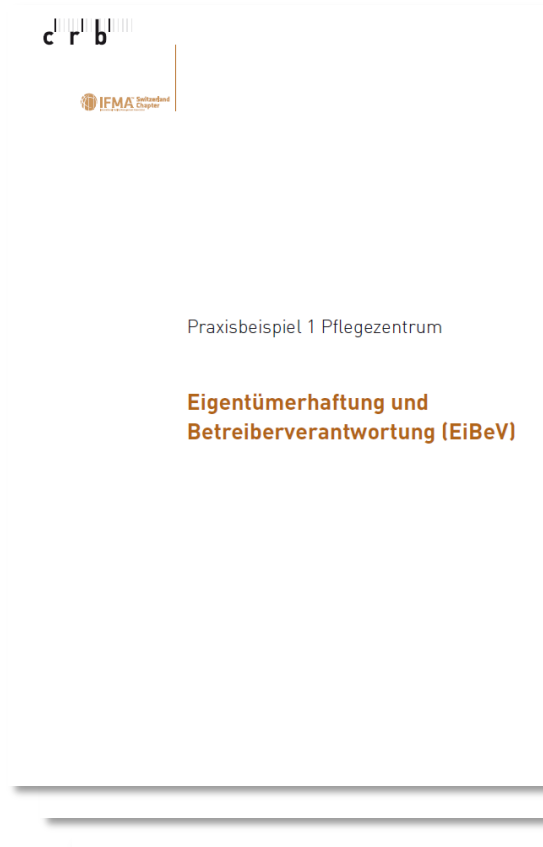 crb
IFMA Switzerland
Chapter
Praxisbeispiel 1 Pflegezentrum
Eigentümerhaftung und
Betreiberverantwortung (EiBeV)